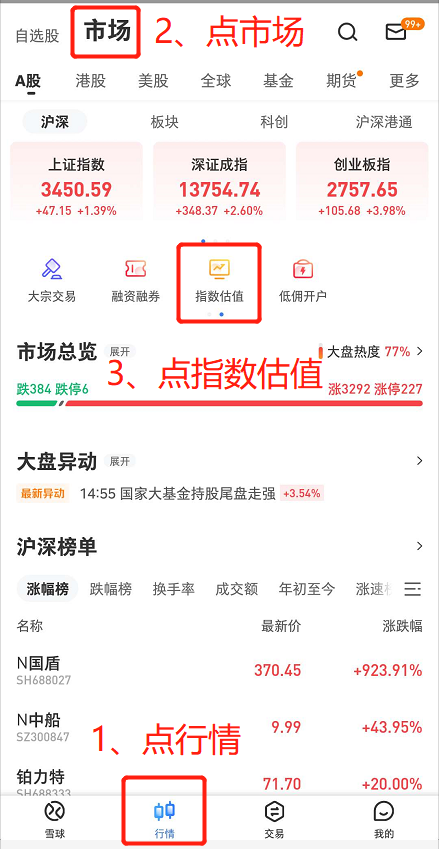 自选股 市场 2、点市场 99+
A股 港股 美股 全球 基金 期货 更多
沪深 板块 科创 沪深港通
上证指数 深证成指 创业板指
3450.59 13754.74 2757.65
+47.15 +1.39% +348.37 +2.60% +105.68 +3.98%
大宗交易 融资融券 指数估值 低佣开户
市场总览 展开 大盘热度 77%
3、点指数估值
跌384 跌停6 涨3292 涨停227
大盘异动 展开
最新异动 14:55 国家大基金持股尾盘走强 +3.54%
沪深榜单
涨幅榜 跌幅榜 换手率 成交额 年初至今 涨速榜
名称 最新价 涨跌幅
N国盾 370.45 +923.91%
SH688027
N中船 9.99 +43.95%
SZ300847
1、点行情
铂力特 71.70 +20.00%
SH688333
雪球 行情 交易 我的